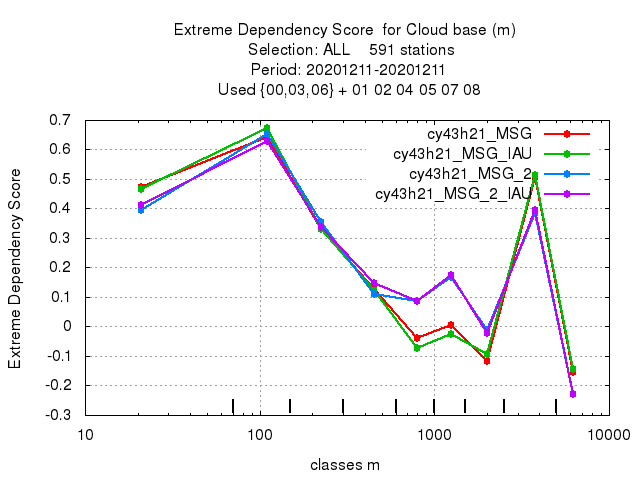 Extreme Dependency Score  for Cloud base (m)
Selection: ALL    591 stations
Period: 20201211-20201211
Used {00,03,06} + 01 02 04 05 07 08
0.7
0.6
0.5
0.4
0.3
0.2
0.1
0
-0.1
-0.2
-0.3
Extreme Dependency Score
cy43h21_MSG
cy43h21_MSG_IAU
cy43h21_MSG_2
cy43h21_MSG_2_IAU
10 100 1000 10000
classes m